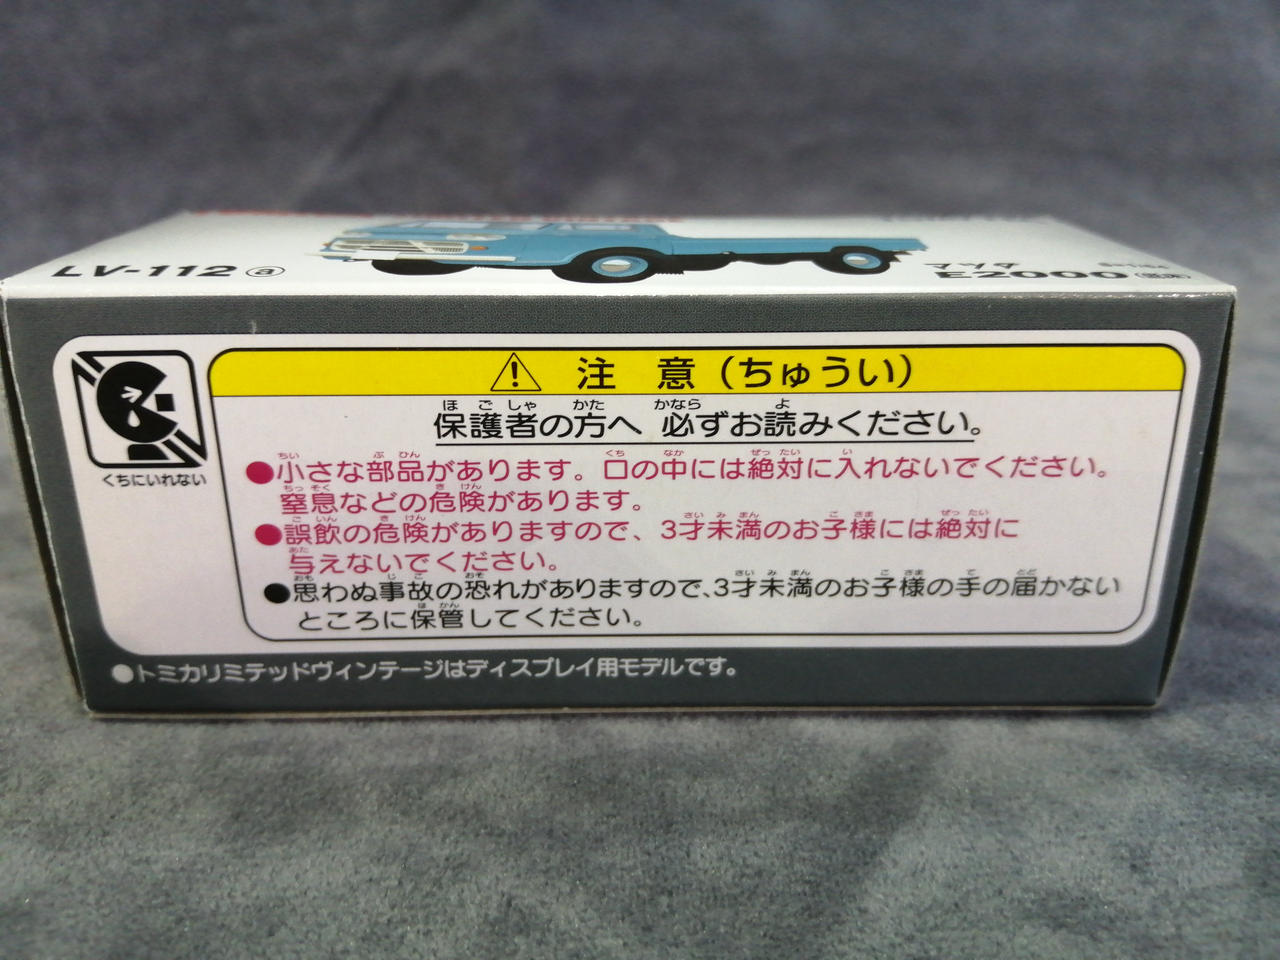 LV-112 ⓐ
マツダ
E2000
注意（ちゅうい）
保護者の方へ 必ずお読みください。
くちにいれない
●小さな部品があります。口の中には絶対に入れないでください。
窒息などの危険があります。
●誤飲の危険がありますので、3才未満のお子様には絶対に
与えないでください。
●思わぬ事故の恐れがありますので、3才未満のお子様の手の届かない
ところに保管してください。
●トミカリミテッドヴィンテージはディスプレイ用モデルです。